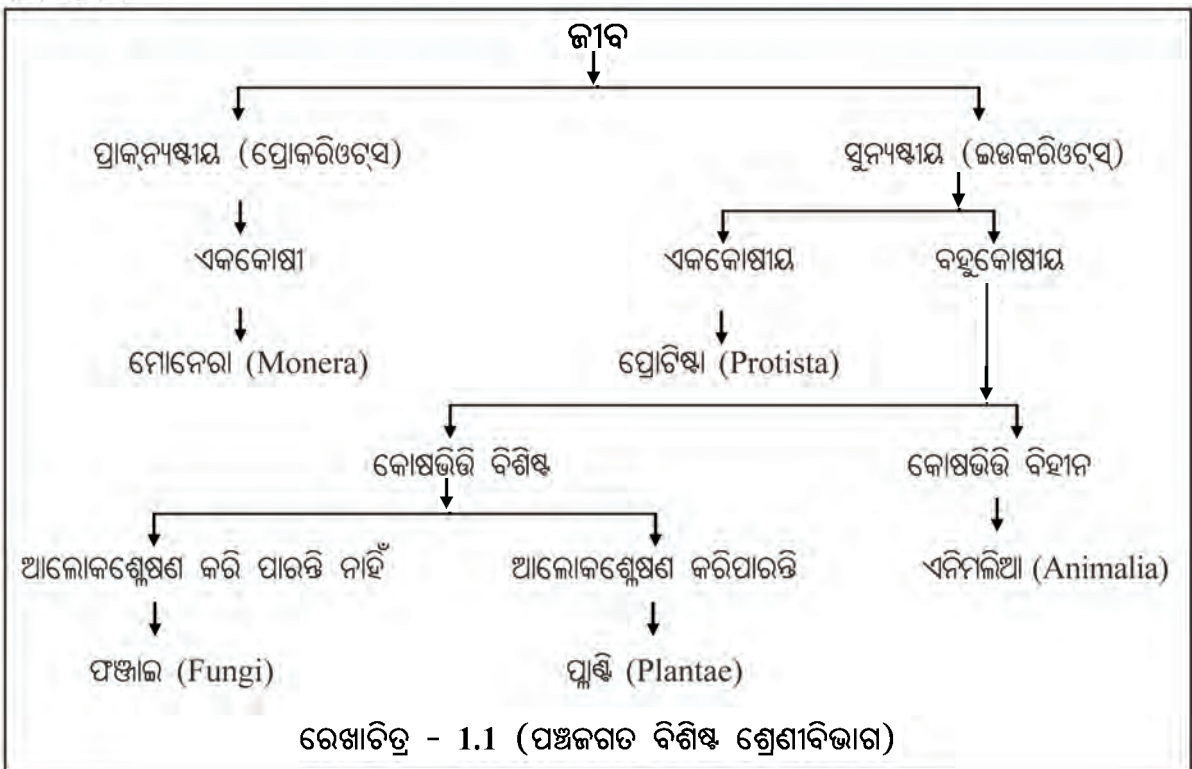 ଜୀବ
ପ୍ରାକ୍‌ନ୍ୟଷ୍ଟୀୟ (ପ୍ରୋକରିଓଟ୍‌ସ) ସୁନ୍ୟଷ୍ଟୀୟ (ଇଉକରିଓଟ୍‌ସ୍)
ଏକକୋଷୀ ଏକକୋଷୀୟ ବହୁକୋଷୀୟ
ମୋନେରା (Monera) ପ୍ରୋଟିଷ୍ଟା (Protista)
କୋଷଭିତ୍ତି ବିଶିଷ୍ଟ କୋଷଭିତ୍ତି ବିହୀନ
ଆଲୋକଶ୍ଳେଷଣ କରି ପାରନ୍ତି ନାହିଁ ଆଲୋକଶ୍ଳେଷଣ କରିପାରନ୍ତି ଏନିମଲିଆ (Animalia)
ଫଞ୍ଜାଇ (Fungi) ପ୍ଲାଣ୍ଟି (Plantae)
ରେଖାଚିତ୍ର - 1.1 (ପଞ୍ଚଜଗତ ବିଶିଷ୍ଟ ଶ୍ରେଣୀବିଭାଗ)